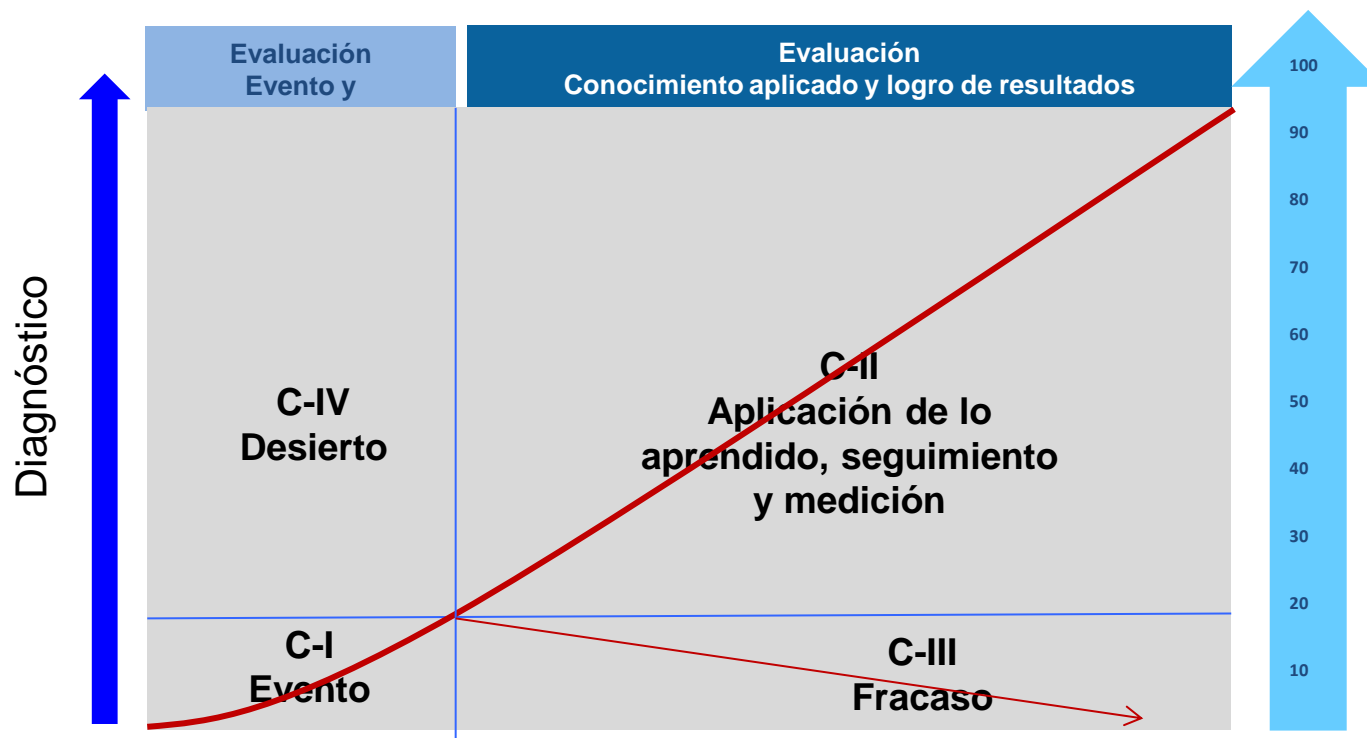 Evaluación
Evento y
Evaluación
Conocimiento aplicado y logro de resultados
Diagnóstico
C-IV
Desierto
C-II
Aplicación de lo
aprendido, seguimiento
y medición
C-I
Evento
C-III
Fracaso
100
90
80
70
60
50
40
30
20
10